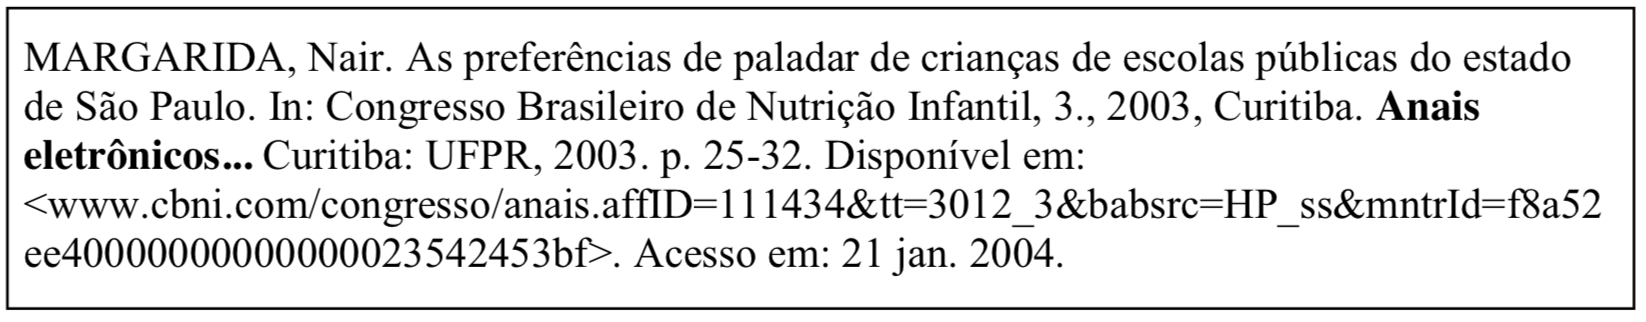 MARGARIDA, Nair. As preferências de paladar de crianças de escolas públicas do estado
de São Paulo. In: Congresso Brasileiro de Nutrição Infantil, 3., 2003, Curitiba. Anais
eletrônicos... Curitiba: UFPR, 2003. p. 25-32. Disponível em:
<www.cbni.com/congresso/anais.affID=111434&tt=3012_3&babsrc=HP_ss&mntrId=f8a52
ee4000000000000000023542453bf>. Acesso em: 21 jan. 2004.